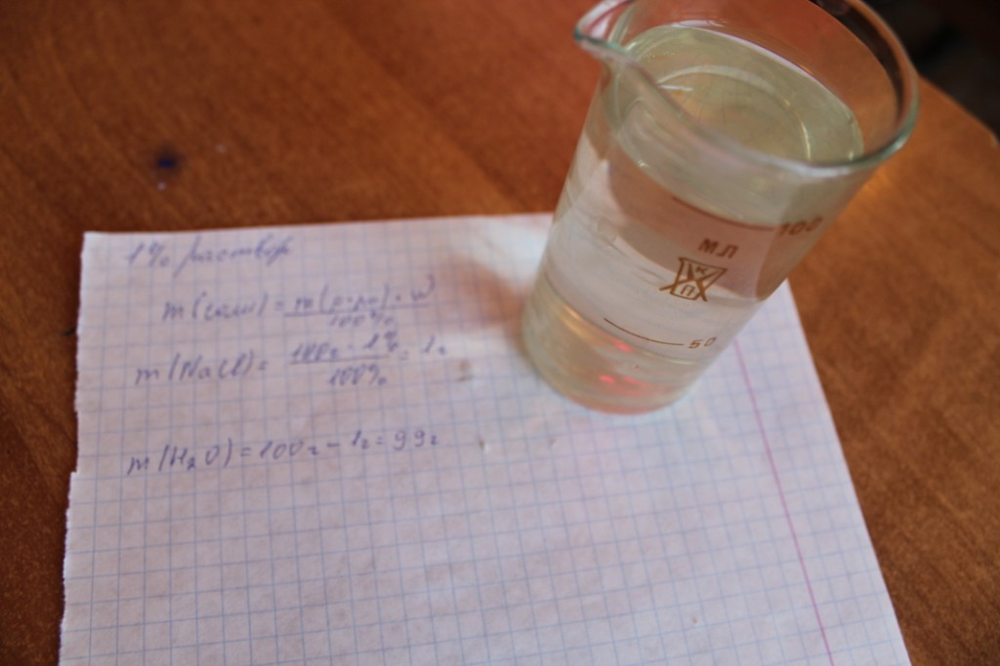 1% раствор
m(соли) = m(р-ра) · w / 100%
m(NaCl) = 100г · 1% / 100% = 1г
m(H₂O) = 100г - 1г = 99г
100
МЛ
К
П
50